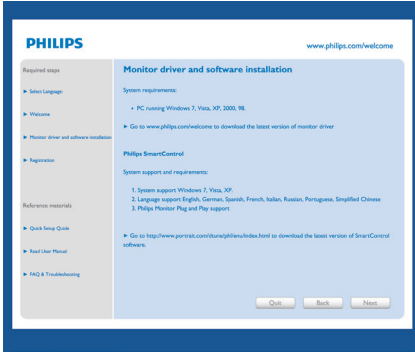 PHILIPS
www.philips.com/welcome
Required steps
▶ Select Language:
▶ Welcome
▶ Monitor driver and software installation
▶ Registration
Reference materials
▶ Quick Setup Quide
▶ Read User Manual
▶ FAQ & Troubleshooting
Monitor driver and software installation
System requirements:
• PC running Windows 7, Vista, XP, 2000, 98.
▶ Go to www.philips.com/welcome to download the latest version of monitor driver
Philips SmartControl
System support and requirements:
1. System support Windows 7, Vista, XP.
2. Language support English, German, Spanish, French, Italian, Russian, Portuguese, Simplified Chinese
3. Philips Monitor Plug and Play support
▶ Go to http://www.portrait.com/dtune/phl/enu/index.html to download the latest version of SmartControl
software.
Quit
Back
Next